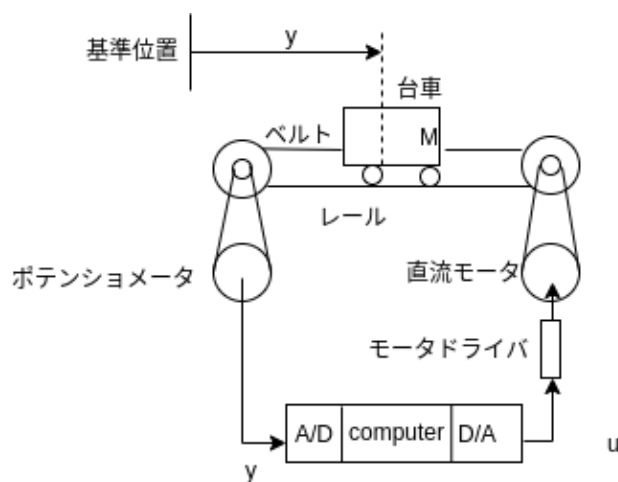 y
基準位置
台車
ベルト
M
レール
ポテンショメータ
直流モータ
モータドライバ
A/D
computer
D/A
u
y